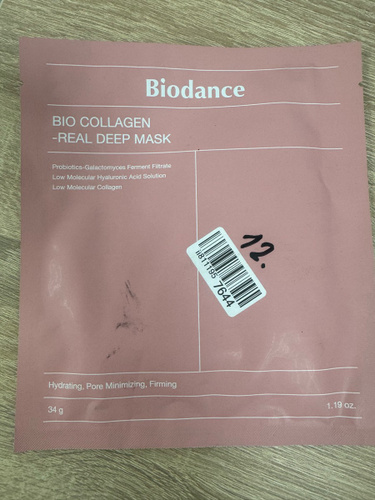 Biodance
BIO COLLAGEN
-REAL DEEP MASK
Probiotics-Galactomyces Ferment Filtrate
Low Molecular Hyaluronic Acid Solution
Low Molecular Collagen
12.
7644
Hydrating, Pore Minimizing, Firming
34 g
1.19 oz.